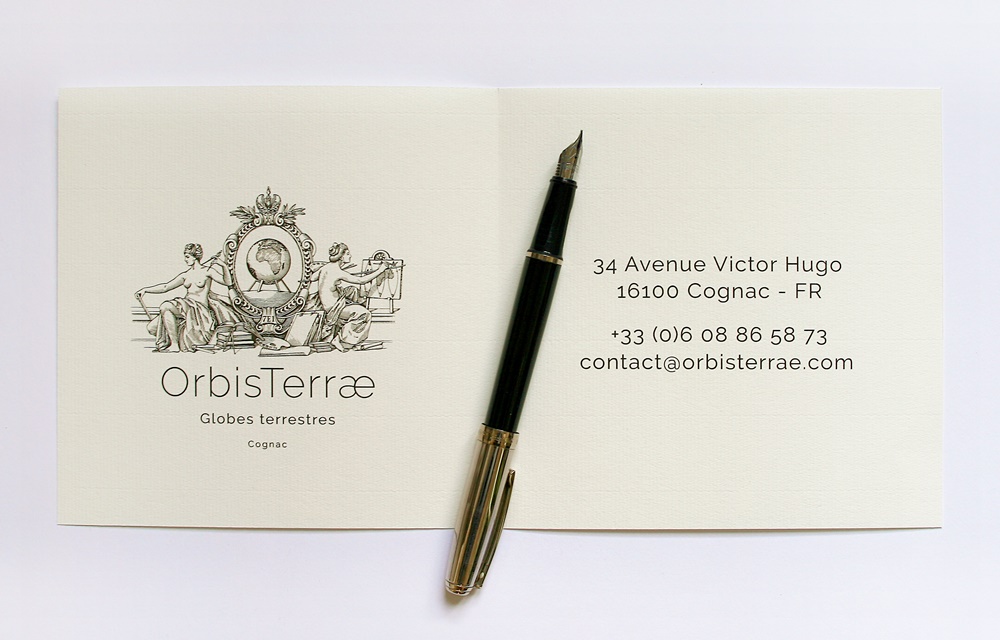 OrbisTerræ
Globes terrestres
Cognac
34 Avenue Victor Hugo
16100 Cognac - FR
+33 (0)6 08 86 58 73
contact@orbisterrae.com